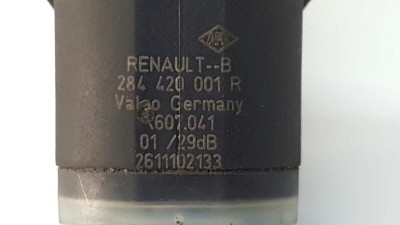 RENAULT--B
284 420 001 R
Valeo Germany
607.041
01 /29dB
2611102133